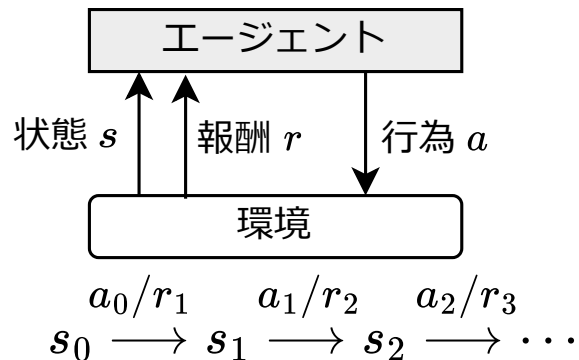 エージェント
状態 s 報酬 r 行為 a
環境
a₀/r₁ a₁/r₂ a₂/r₃
s₀ ⟶ s₁ ⟶ s₂ ⟶ ⋯